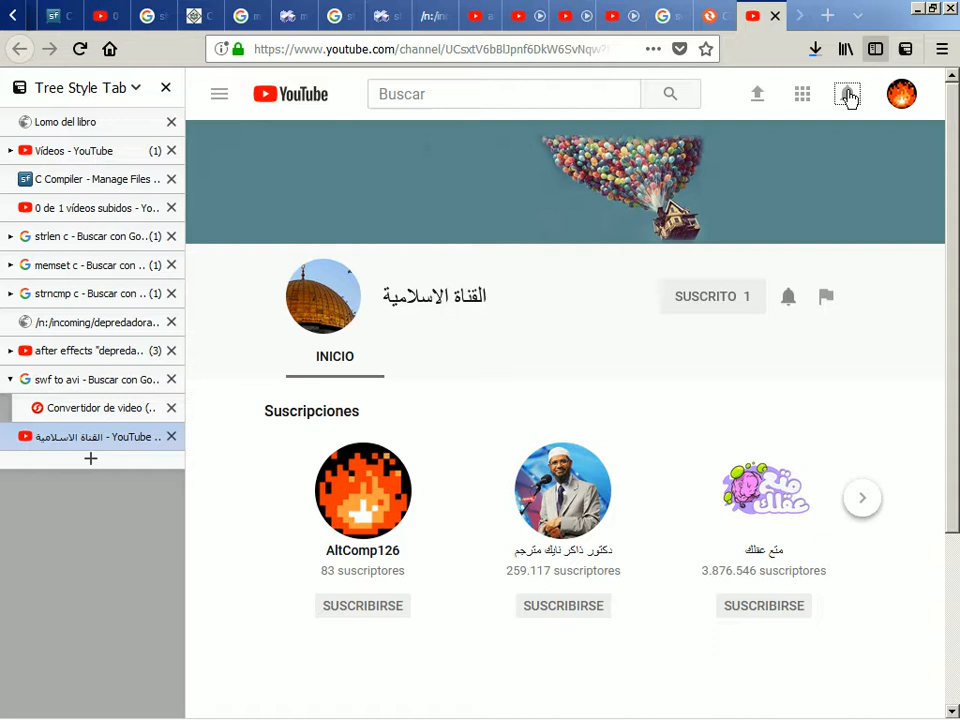 C
0
G s
C
G m
G s
s
/n:/in
a
G s
C
https://www.youtube.com/channel/UCsxtV6bBlJpnf6DkW6SvNqw?
Tree Style Tab
YouTube
Buscar
Lomo del libro
Vídeos - YouTube (1)
C Compiler - Manage Files ..
0 de 1 vídeos subidos - Yo..
strlen c - Buscar con Go..(1)
memset c - Buscar con .. (1)
strncmp c - Buscar con .. (1)
/n:/incoming/depredadora..
after effects "depreda.. (3)
swf to avi - Buscar con Go..
Convertidor de video (..
القناة الاسلامية - YouTube ..
القناة الاسلامية
SUSCRITO 1
INICIO
Suscripciones
AltComp126
دكتور ذاكر نايك مترجم
متع عقلك
83 suscriptores
259.117 suscriptores
3.876.546 suscriptores
SUSCRIBIRSE
SUSCRIBIRSE
SUSCRIBIRSE